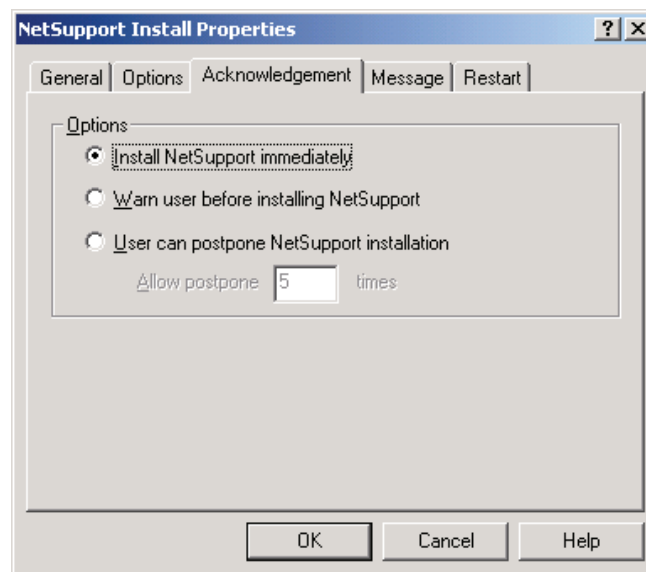 NetSupport Install Properties
General Options Acknowledgement Message Restart
Options
Install NetSupport immediately
Warn user before installing NetSupport
User can postpone NetSupport installation
Allow postpone 5 times
OK Cancel Help